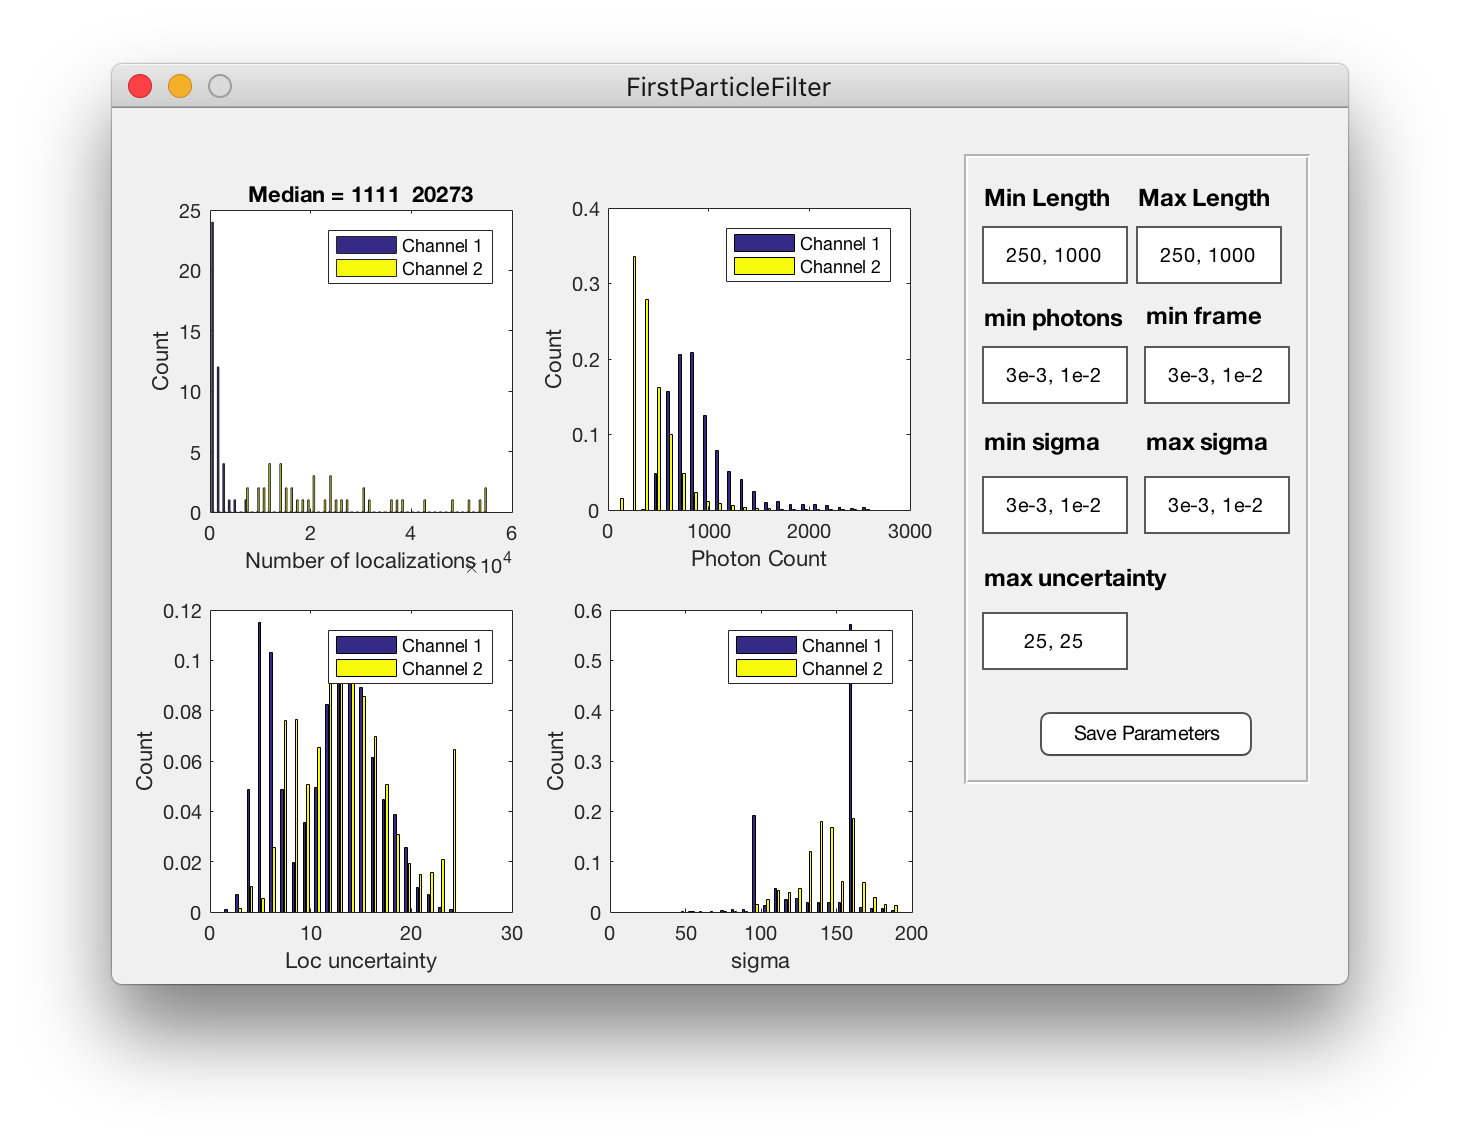 FirstParticleFilter
Median = 1111  20273
25
20
15
10
5
0
Count
Channel 1
Channel 2
0 2 4 6
Number of localizations
×10^4
0.4
0.3
0.2
0.1
0
Count
Channel 1
Channel 2
0 1000 2000 3000
Photon Count
0.12
0.1
0.08
0.06
0.04
0.02
0
Count
Channel 1
Channel 2
0 10 20 30
Loc uncertainty
0.6
0.5
0.4
0.3
0.2
0.1
0
Count
Channel 1
Channel 2
0 50 100 150 200
sigma
Min Length Max Length
250, 1000 250, 1000
min photons min frame
3e-3, 1e-2 3e-3, 1e-2
min sigma max sigma
3e-3, 1e-2 3e-3, 1e-2
max uncertainty
25, 25
Save Parameters